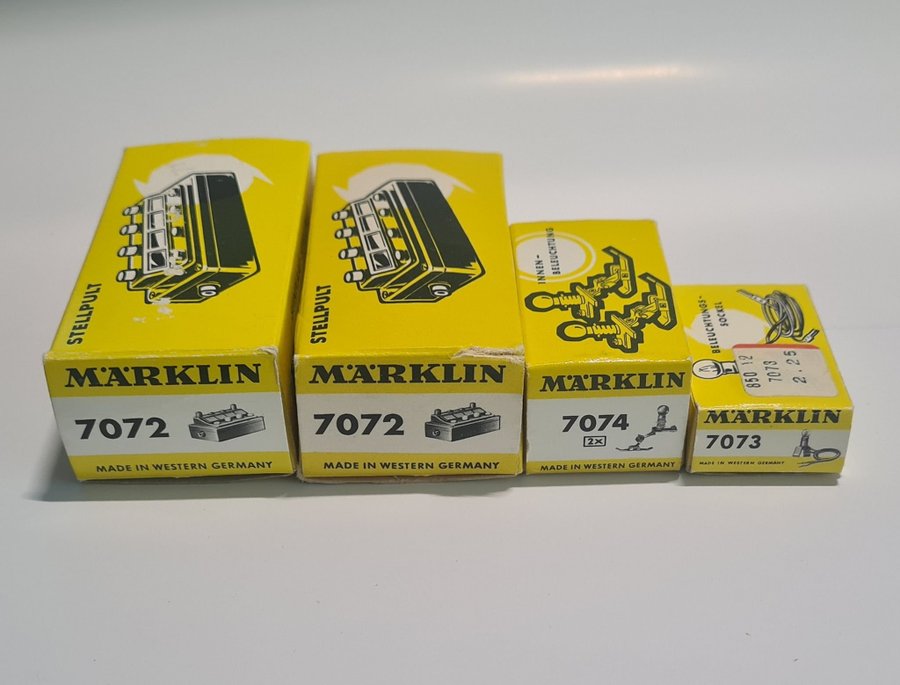 STELLPULT
MÄRKLIN
7072
MADE IN WESTERN GERMANY
STELLPULT
MÄRKLIN
7072
MADE IN WESTERN GERMANY
INNEN-
BELEUCHTUNG
MÄRKLIN
7074
2x
MADE IN WESTERN GERMANY
BELEUCHTUNGS-
SOCKEL
850 12
7073
2.25
MÄRKLIN
7073
MADE IN WESTERN GERMANY